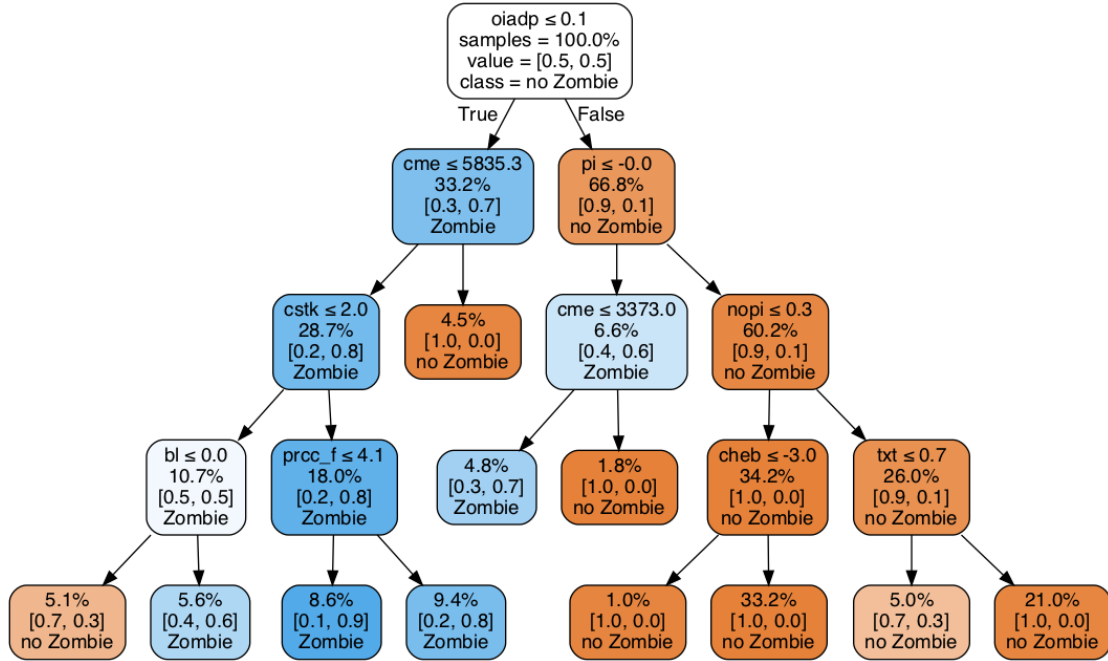 oiadp ≤ 0.1
samples = 100.0%
value = [0.5, 0.5]
class = no Zombie
True
False
cme ≤ 5835.3
33.2%
[0.3, 0.7]
Zombie
pi ≤ -0.0
66.8%
[0.9, 0.1]
no Zombie
cstk ≤ 2.0
28.7%
[0.2, 0.8]
Zombie
4.5%
[1.0, 0.0]
no Zombie
cme ≤ 3373.0
6.6%
[0.4, 0.6]
Zombie
nopi ≤ 0.3
60.2%
[0.9, 0.1]
no Zombie
bl ≤ 0.0
10.7%
[0.5, 0.5]
Zombie
prcc_f ≤ 4.1
18.0%
[0.2, 0.8]
Zombie
4.8%
[0.3, 0.7]
Zombie
1.8%
[1.0, 0.0]
no Zombie
cheb ≤ -3.0
34.2%
[1.0, 0.0]
no Zombie
txt ≤ 0.7
26.0%
[0.9, 0.1]
no Zombie
5.1%
[0.7, 0.3]
no Zombie
5.6%
[0.4, 0.6]
Zombie
8.6%
[0.1, 0.9]
Zombie
9.4%
[0.2, 0.8]
Zombie
1.0%
[1.0, 0.0]
no Zombie
33.2%
[1.0, 0.0]
no Zombie
5.0%
[0.7, 0.3]
no Zombie
21.0%
[1.0, 0.0]
no Zombie